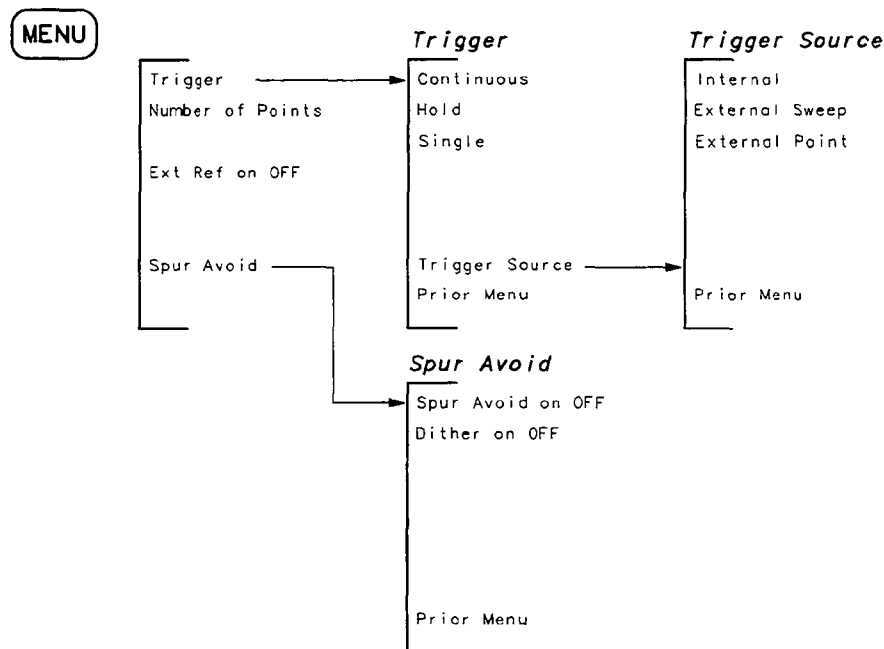 MENU
Trigger
Number of Points
Ext Ref on OFF
Spur Avoid
Trigger
Continuous
Hold
Single
Trigger Source
Prior Menu
Trigger Source
Internal
External Sweep
External Point
Prior Menu
Spur Avoid
Spur Avoid on OFF
Dither on OFF
Prior Menu